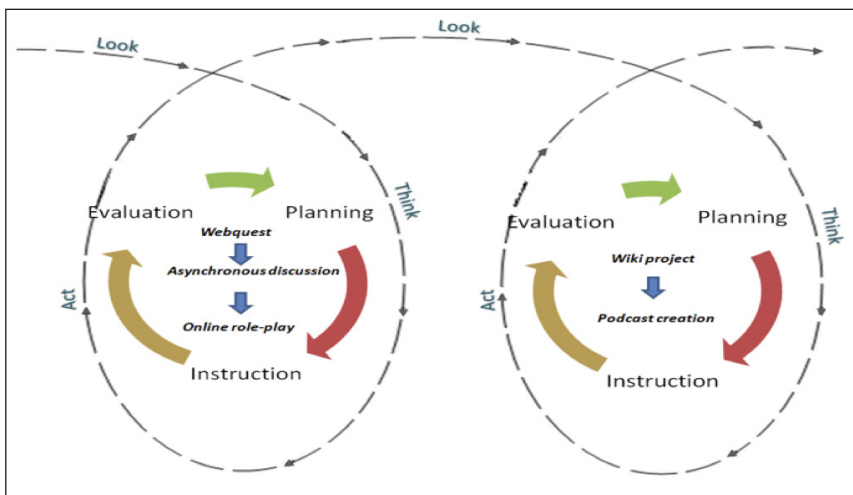 Look
Look
Think
Think
Evaluation
Planning
Webquest
Asynchronous discussion
Online role-play
Act
Instruction
Evaluation
Planning
Wiki project
Podcast creation
Act
Instruction